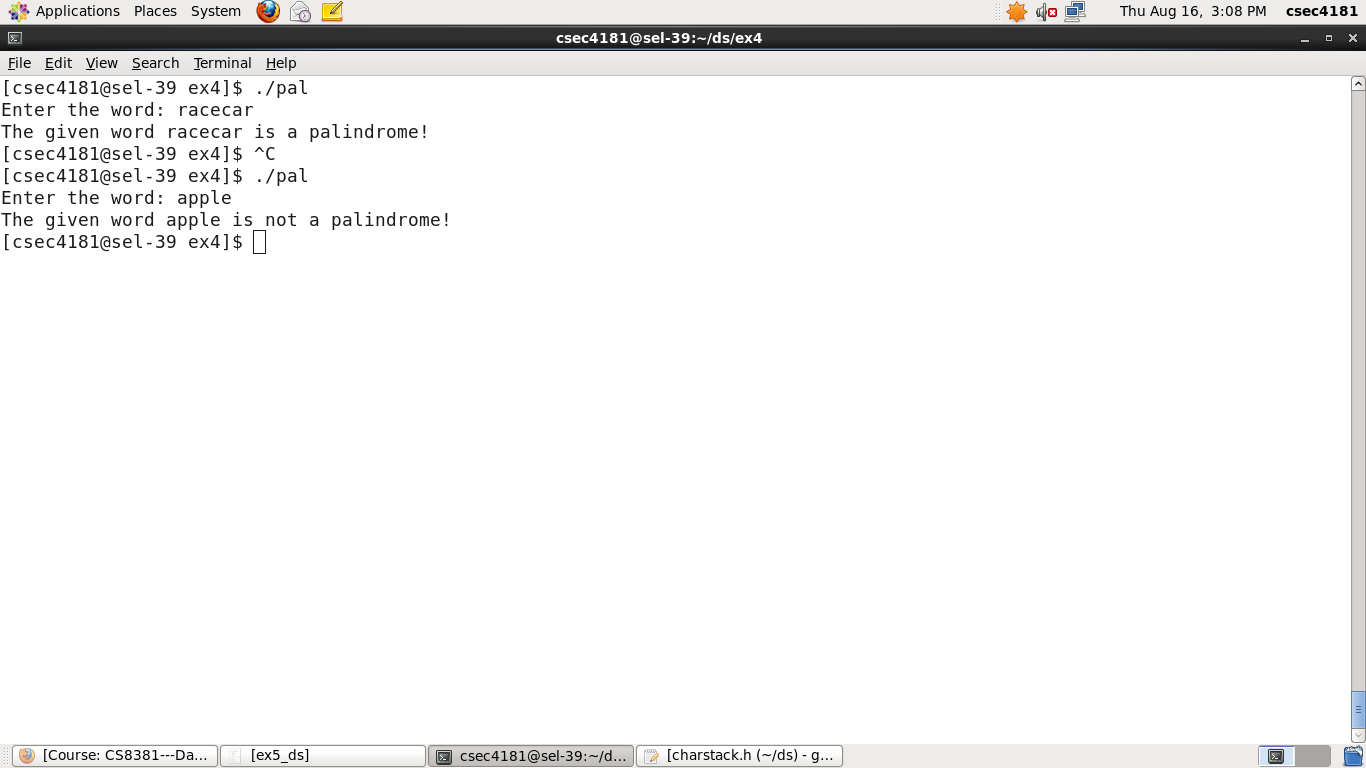 Applications Places System Thu Aug 16, 3:08 PM csec4181
csec4181@sel-39:~/ds/ex4
File Edit View Search Terminal Help
[csec4181@sel-39 ex4]$ ./pal
Enter the word: racecar
The given word racecar is a palindrome!
[csec4181@sel-39 ex4]$ ^C
[csec4181@sel-39 ex4]$ ./pal
Enter the word: apple
The given word apple is not a palindrome!
[csec4181@sel-39 ex4]$
[Course: CS8381---Da... [ex5_ds] csec4181@sel-39:~/d... [charstack.h (~/ds) - g...